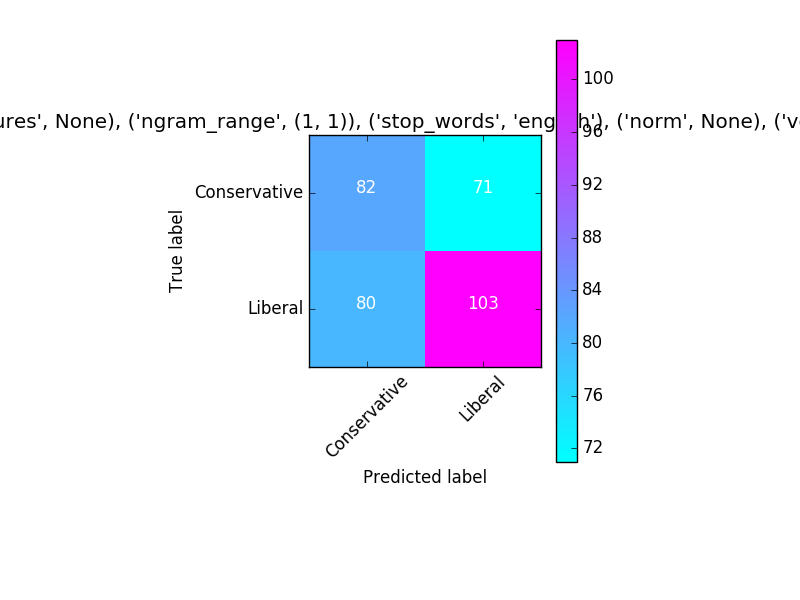 ures', None), ('ngram_range', (1, 1)), ('stop_words', 'english'), ('norm', None), ('v
Conservative
82
71
Liberal
80
103
Conservative
Liberal
True label
Predicted label
100
96
92
88
84
80
76
72